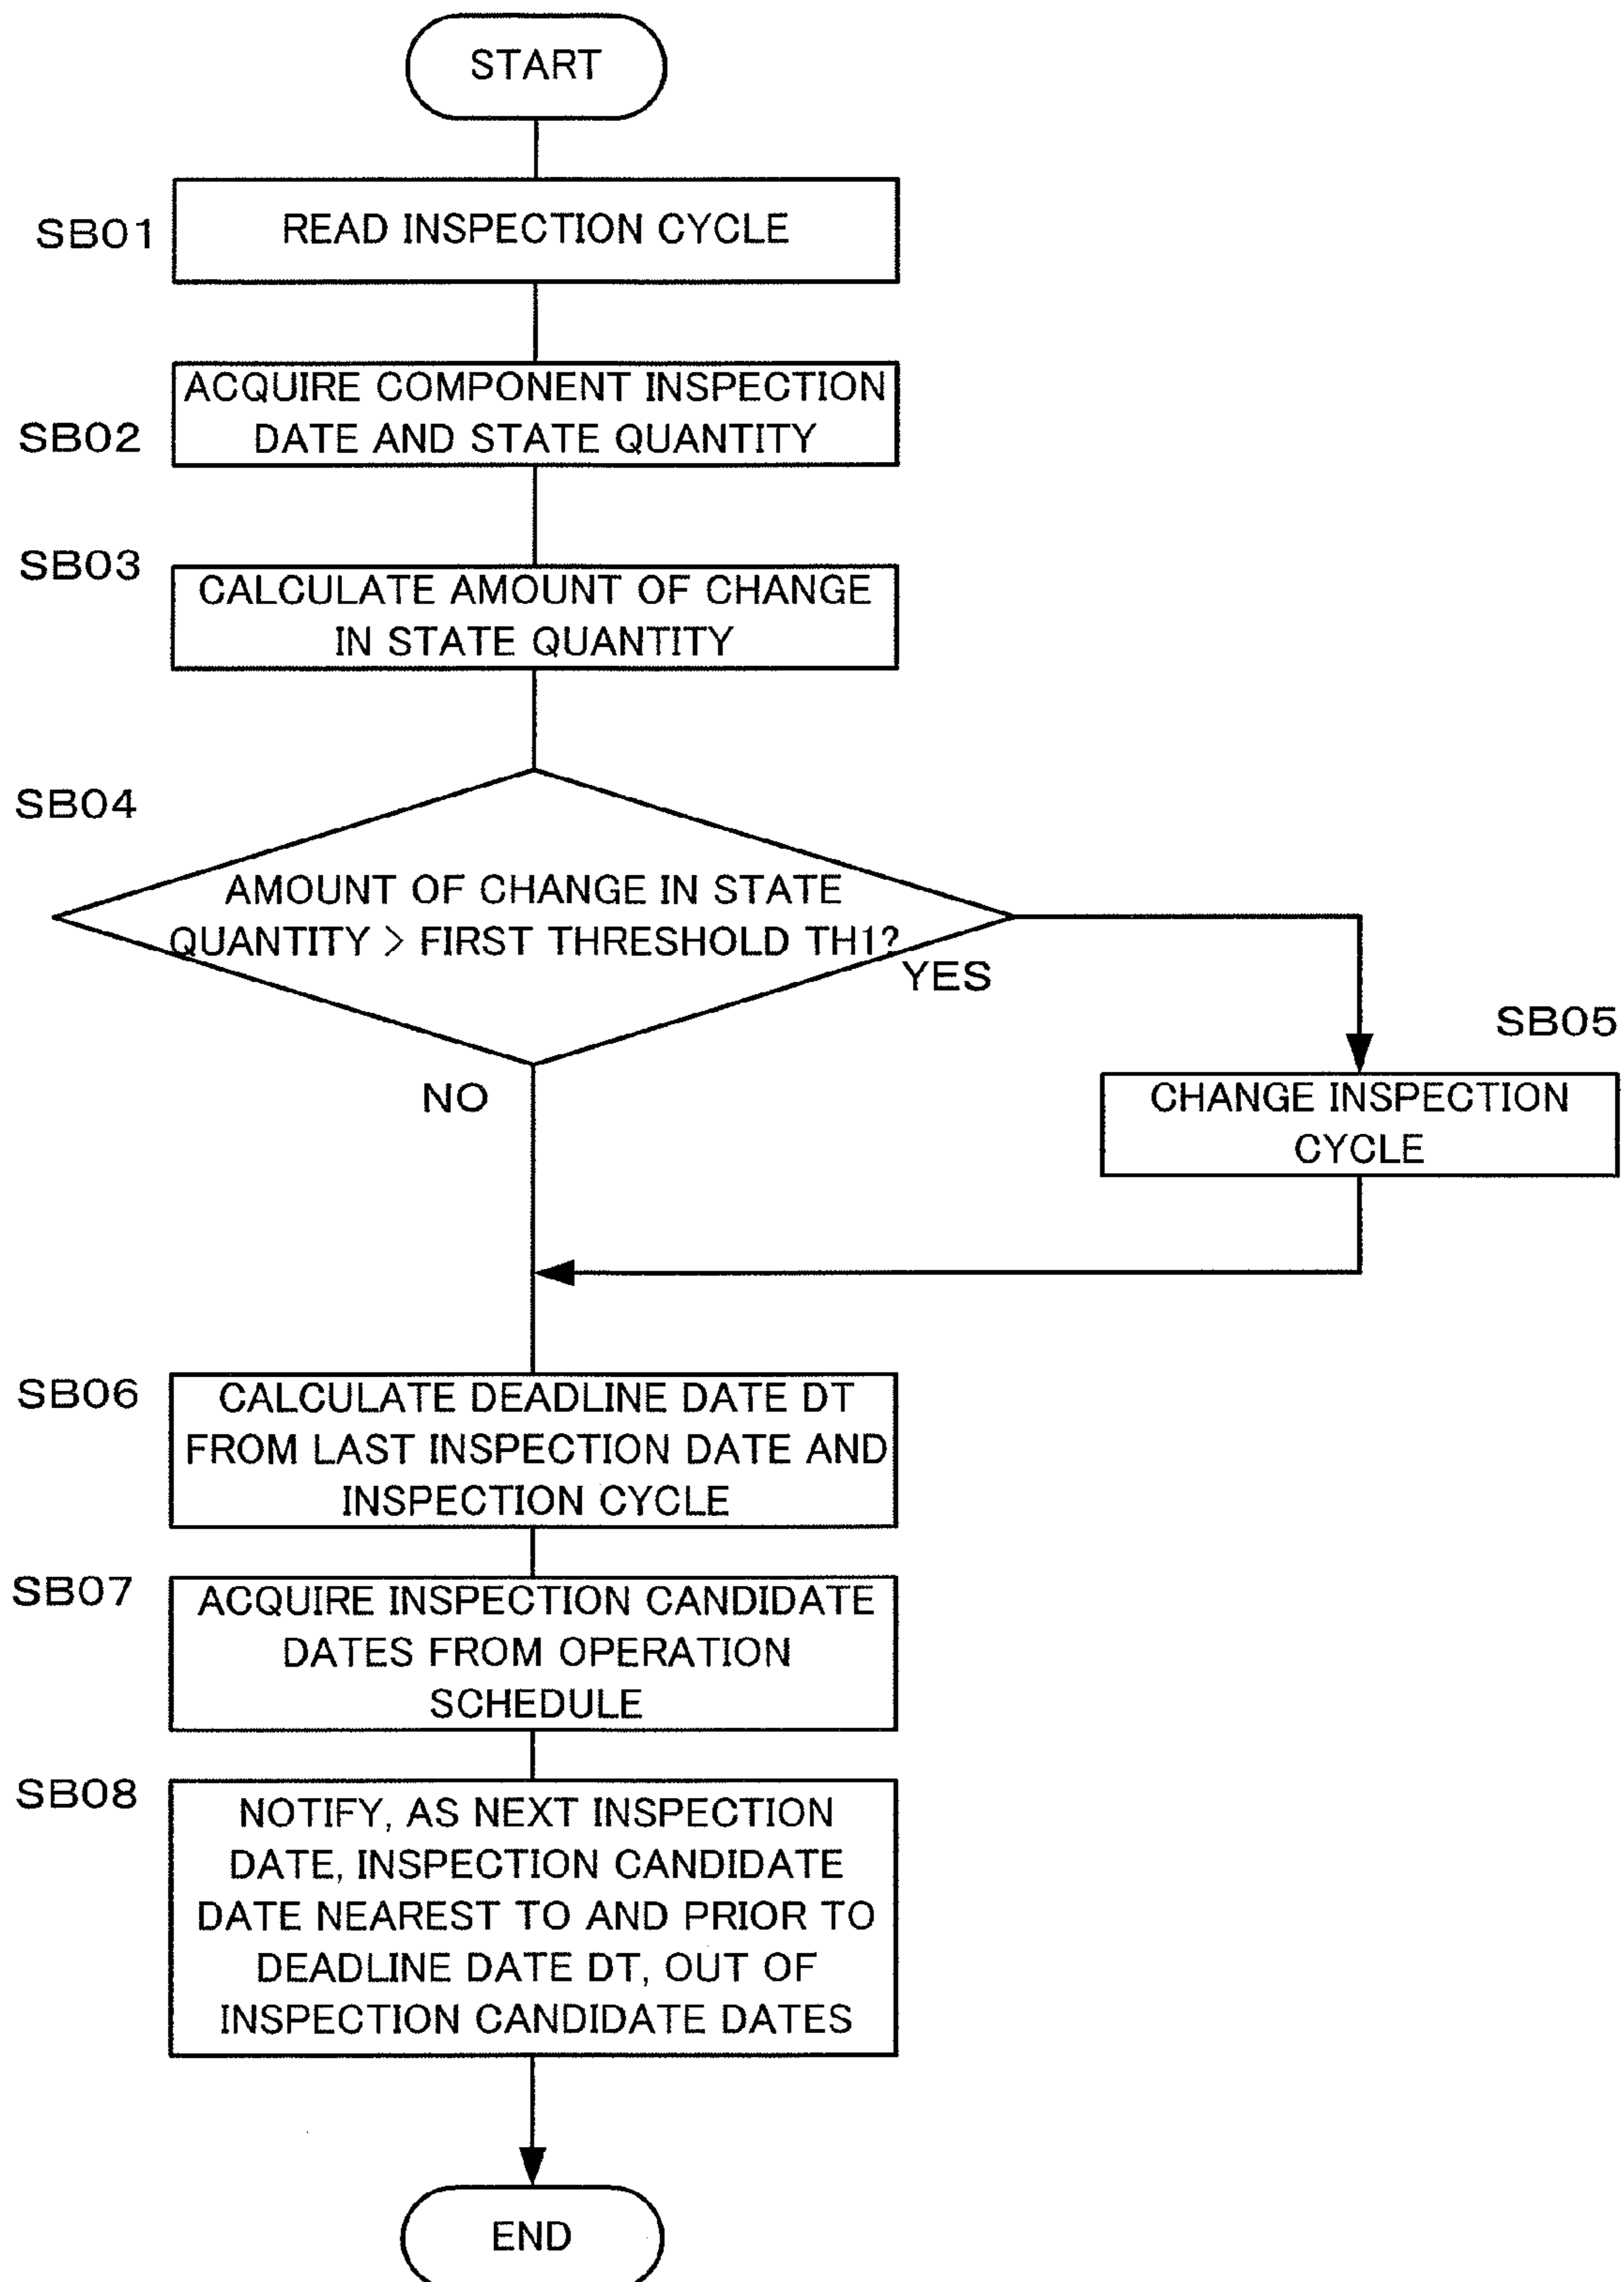 START
SB01
READ INSPECTION CYCLE
SB02
ACQUIRE COMPONENT INSPECTION
DATE AND STATE QUANTITY
SB03
CALCULATE AMOUNT OF CHANGE
IN STATE QUANTITY
SB04
AMOUNT OF CHANGE IN STATE
QUANTITY > FIRST THRESHOLD TH1?
YES
NO
SB05
CHANGE INSPECTION
CYCLE
SB06
CALCULATE DEADLINE DATE DT
FROM LAST INSPECTION DATE AND
INSPECTION CYCLE
SB07
ACQUIRE INSPECTION CANDIDATE
DATES FROM OPERATION
SCHEDULE
SB08
NOTIFY, AS NEXT INSPECTION
DATE, INSPECTION CANDIDATE
DATE NEAREST TO AND PRIOR TO
DEADLINE DATE DT, OUT OF
INSPECTION CANDIDATE DATES
END